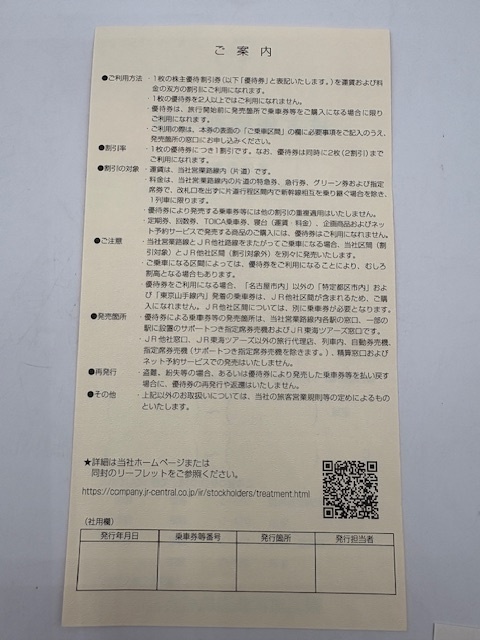 ご案内
●ご利用方法 ・1枚の株主優待割引券(以下「優待券」と表記いたします。)を運賃および料
金の双方の割引にご利用になれます。
・1枚の優待券を2人以上ではご利用になれません。
・優待券は、旅行開始前に発売箇所で乗車券等をご購入になる場合に限り
ご利用になれます。
・ご利用の際は、本券の表面の「ご乗車区間」の欄に必要事項をご記入のうえ、
発売箇所の窓口にお申し込みください。
●割引率 ・1枚の優待券につき1割引です。なお、優待券は同時に2枚(2割引)まで
ご利用になれます。
●割引の対象 ・運賃は、当社営業路線内(片道)です。
・料金は、当社営業路線内の片道の特急券、急行券、グリーン券および指定
席券で、改札口を出ずに片道行程区間内で新幹線相互を乗り継ぐ場合を除き、
1列車に限ります。
・優待券により発売する乗車券等には他の割引の重複適用はいたしません。
・定期券、回数券、TOICA乗車券、寝台(運賃・料金)、企画商品およびネッ
ト予約サービスで発売する商品のご購入には、優待券はご利用になれません。
●ご注意 ・当社営業路線とJR他社路線をまたがってご乗車になる場合、当社区間(割
引対象)とJR他社区間(割引対象外)を別々に発売いたします。
・ご乗車になる区間によっては、優待券をご利用になることにより、むしろ
割高となる場合もあります。
・優待券をご利用になる場合、「名古屋市内」以外の「特定都区市内」およ
び「東京山手線内」発着の乗車券は、JR他社区間が含まれるため、ご購
入になれません。JR他社区間については、別に乗車券が必要となります。
●発売箇所 ・優待券による乗車券等の発売箇所は、当社営業路線内各駅の窓口、一部の
駅に設置のサポートつき指定席券売機およびJR東海ツアーズ窓口です。
・JR他社窓口、JR東海ツアーズ以外の旅行代理店、列車内、自動券売機、
指定席券売機(サポートつき指定席券売機を除きます。)、精算窓口および
ネット予約サービスでの発売はいたしません。
●再発行 ・盗難、紛失等の場合、あるいは優待券により発売した乗車券等を払い戻す
場合に、優待券の再発行や返還はいたしません。
●その他 ・上記以外のお取扱いについては、当社の旅客営業規則等の定めによるもの
といたします。
★詳細は当社ホームページまたは
同封のリーフレットをご参照ください。
https://company.jr-central.co.jp/ir/stockholders/treatment.html
(社用欄)
発行年月日 乗車券等番号 発行箇所 発行担当者